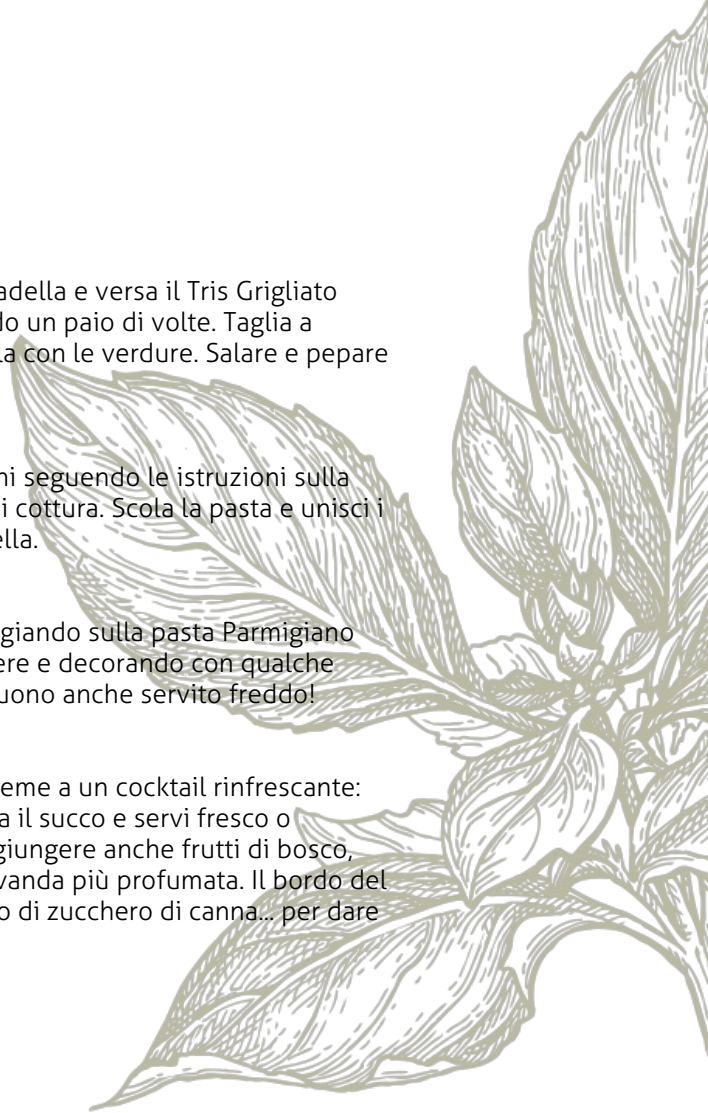 adella e versa il Tris Grigliato
do un paio di volte. Taglia a
la con le verdure. Salare e pepare
ni seguendo le istruzioni sulla
i cottura. Scola la pasta e unisci i
ella.
giando sulla pasta Parmigiano
ere e decorando con qualche
uono anche servito freddo!
eme a un cocktail rinfrescante:
a il succo e servi fresco o
giungere anche frutti di bosco,
vanda più profumata. Il bordo del
o di zucchero di canna... per dare